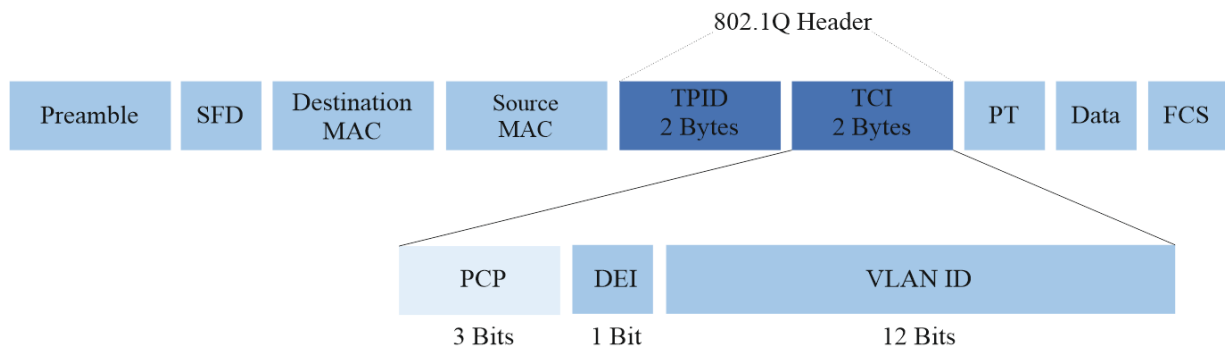 802.1Q Header
Preamble
SFD
Destination
MAC
Source
MAC
TPID
2 Bytes
TCI
2 Bytes
PT
Data
FCS
PCP
DEI
VLAN ID
3 Bits
1 Bit
12 Bits